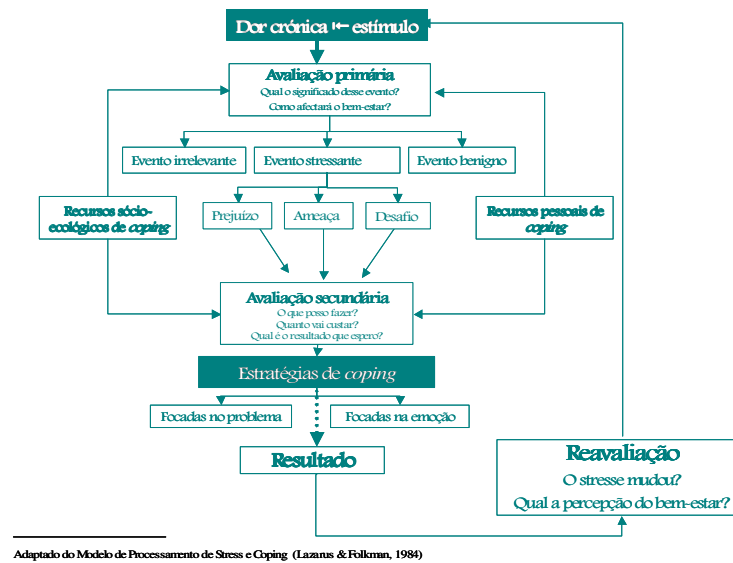 Dor crónica ⇤ estímulo
Avaliação primária
Qual o significado desse evento?
Como afectará o bem-estar?
Evento irrelevante
Evento stressante
Evento benigno
Recursos sócio-
ecológicos de coping
Prejuízo
Ameaça
Desafio
Recursos pessoais de
coping
Avaliação secundária
O que posso fazer?
Quanto vai custar?
Qual é o resultado que espero?
Estratégias de coping
Focadas no problema
Focadas na emoção
Resultado
Reavaliação
O stresse mudou?
Qual a percepção do bem-estar?
Adaptado do Modelo de Processamento de Stress e Coping (Lazarus & Folkman, 1984)